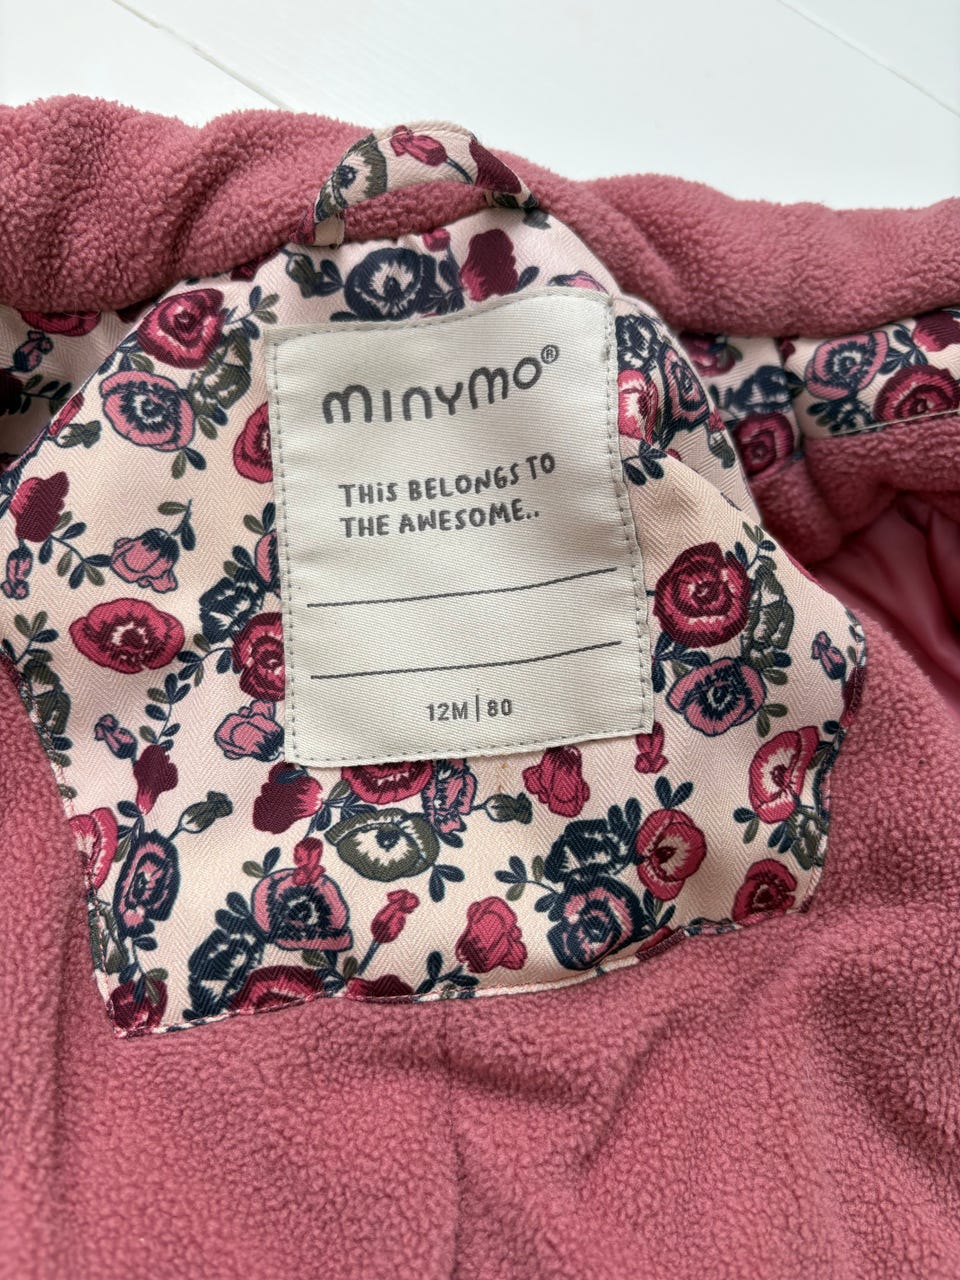 minymo®
THIS BELONGS TO
THE AWESOME..
12M | 80